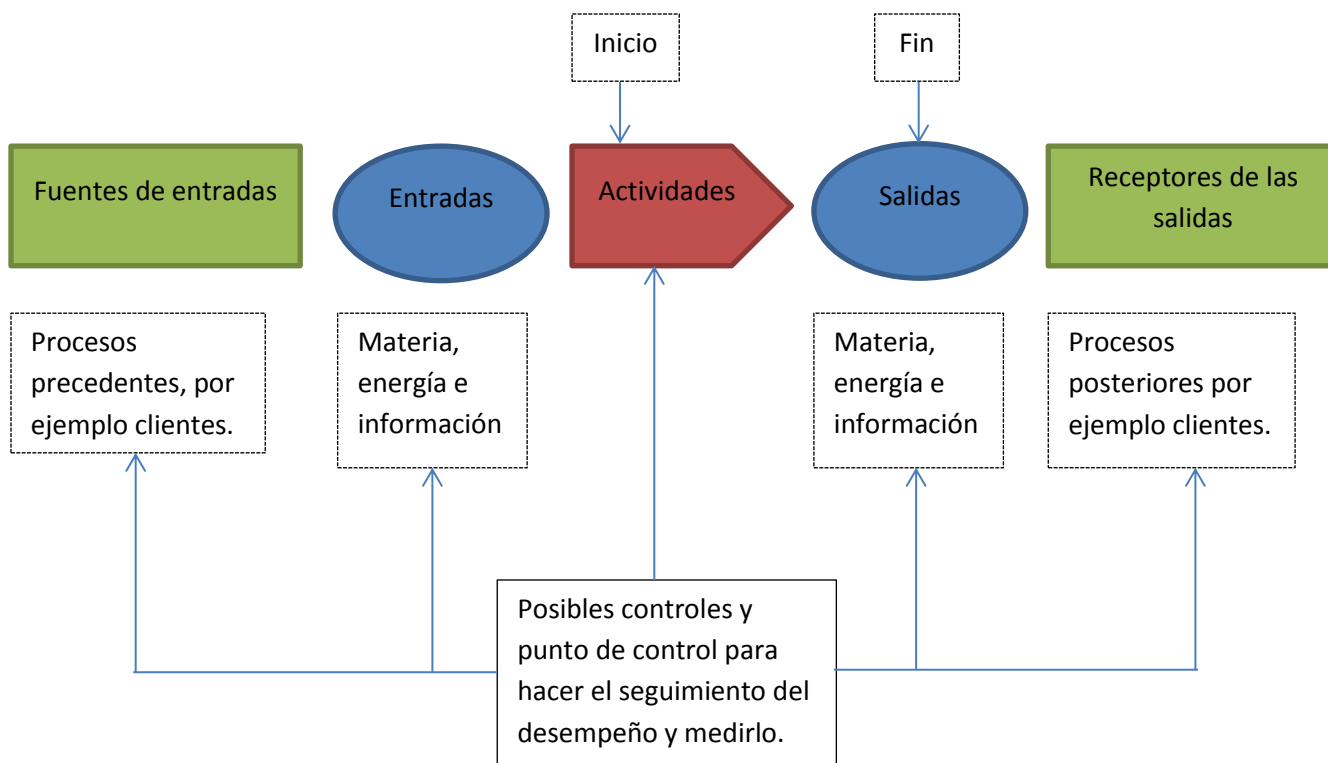 Inicio
Fin
Fuentes de entradas
Entradas
Actividades
Salidas
Receptores de las
salidas
Procesos
precedentes, por
ejemplo clientes.
Materia,
energía e
información
Materia,
energía e
información
Procesos
posteriores por
ejemplo clientes.
Posibles controles y
punto de control para
hacer el seguimiento del
desempeño y medirlo.